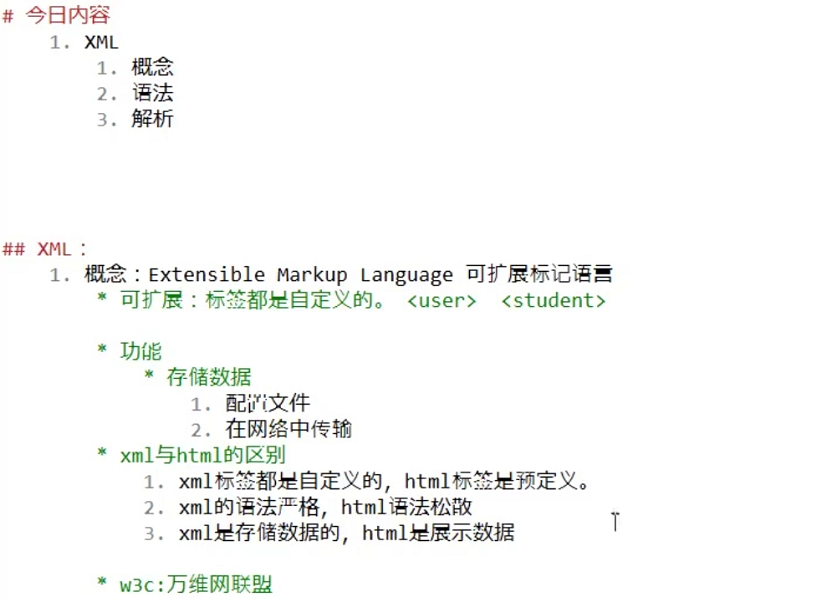 # 今日内容
1. XML
1. 概念
2. 语法
3. 解析
## XML：
1. 概念：Extensible Markup Language 可扩展标记语言
* 可扩展：标签都是自定义的。 <user> <student>
* 功能
* 存储数据
1. 配置文件
2. 在网络中传输
* xml与html的区别
1. xml标签都是自定义的，html标签是预定义。
2. xml的语法严格，html语法松散
3. xml是存储数据的，html是展示数据
* w3c:万维网联盟